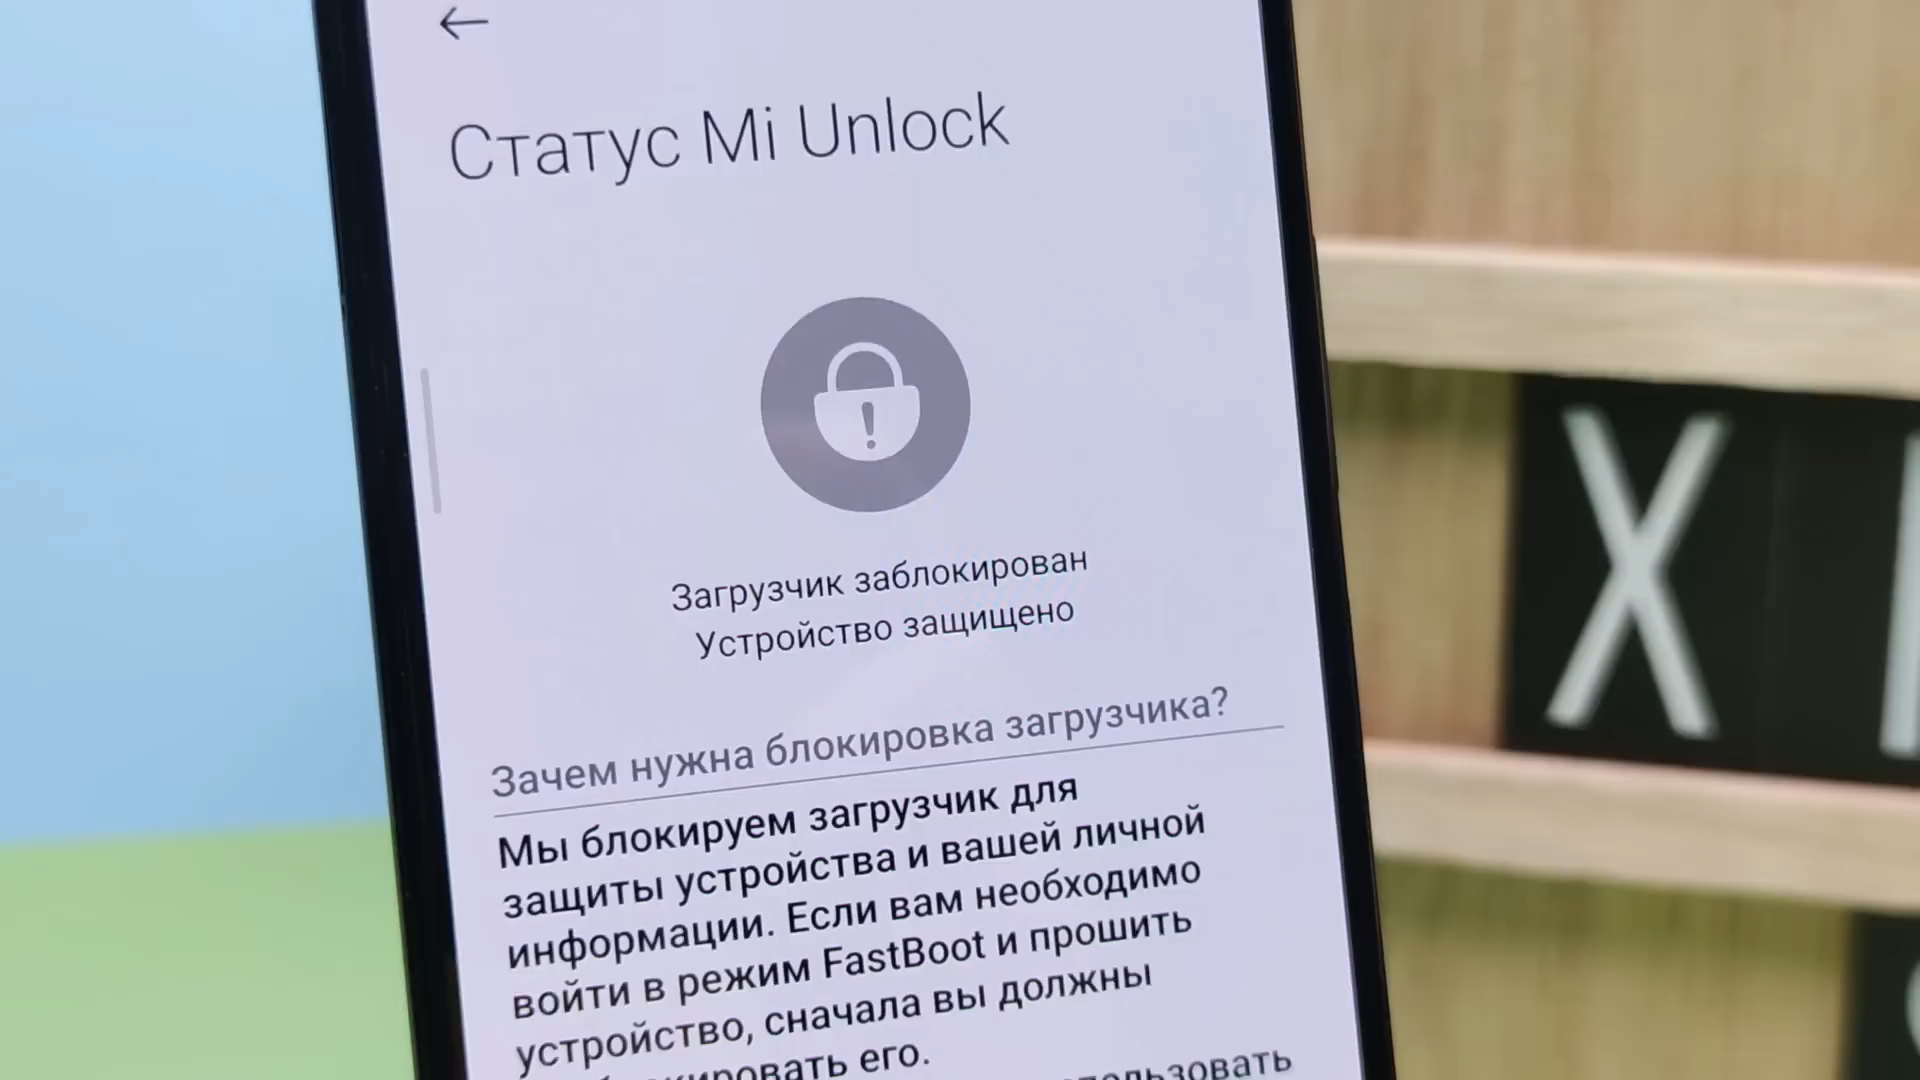 Статус Mi Unlock
Загрузчик заблокирован
Устройство защищено
Зачем нужна блокировка загрузчика?
Мы блокируем загрузчик для
защиты устройства и вашей личной
информации. Если вам необходимо
войти в режим FastBoot и прошить
устройство, сначала вы должны
его.
X